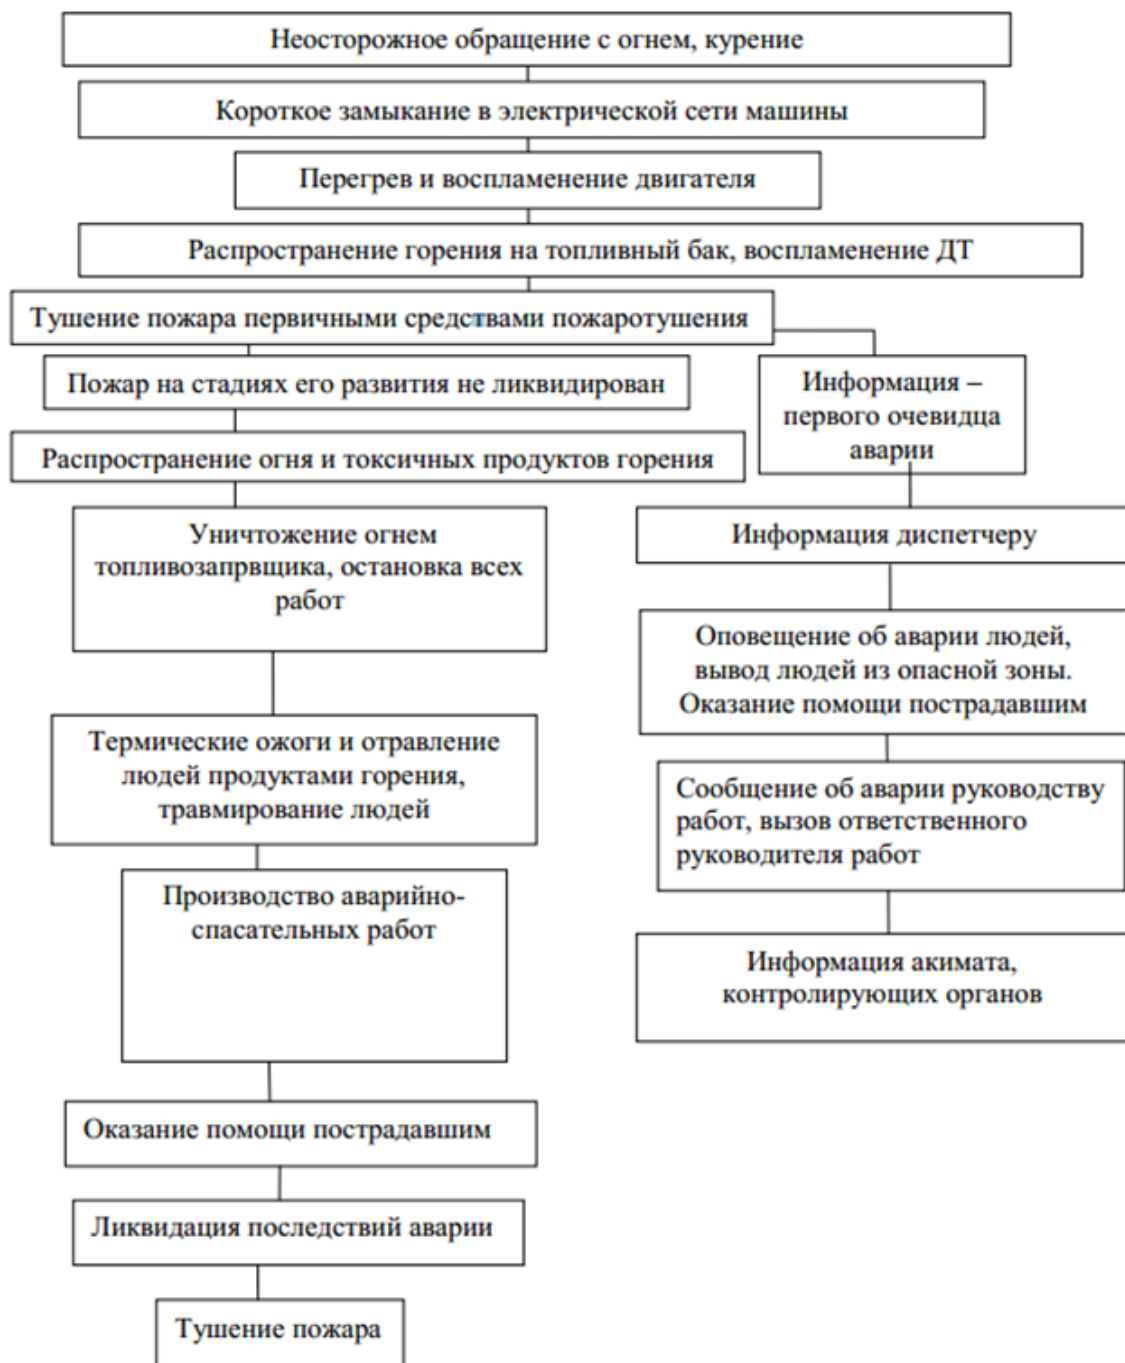 Неосторожное обращение с огнем, курение
Короткое замыкание в электрической сети машины
Перегрев и воспламенение двигателя
Распространение горения на топливный бак, воспламенение ДТ
Тушение пожара первичными средствами пожаротушения
Пожар на стадиях его развития не ликвидирован
Распространение огня и токсичных продуктов горения
Уничтожение огнем
топливозапрвщика, остановка всех
работ
Термические ожоги и отравление
людей продуктами горения,
травмирование людей
Производство аварийно-
спасательных работ
Оказание помощи пострадавшим
Ликвидация последствий аварии
Тушение пожара
Информация –
первого очевидца
аварии
Информация диспетчеру
Оповещение об аварии людей,
вывод людей из опасной зоны.
Оказание помощи пострадавшим
Сообщение об аварии руководству
работ, вызов ответственного
руководителя работ
Информация акимата,
контролирующих органов